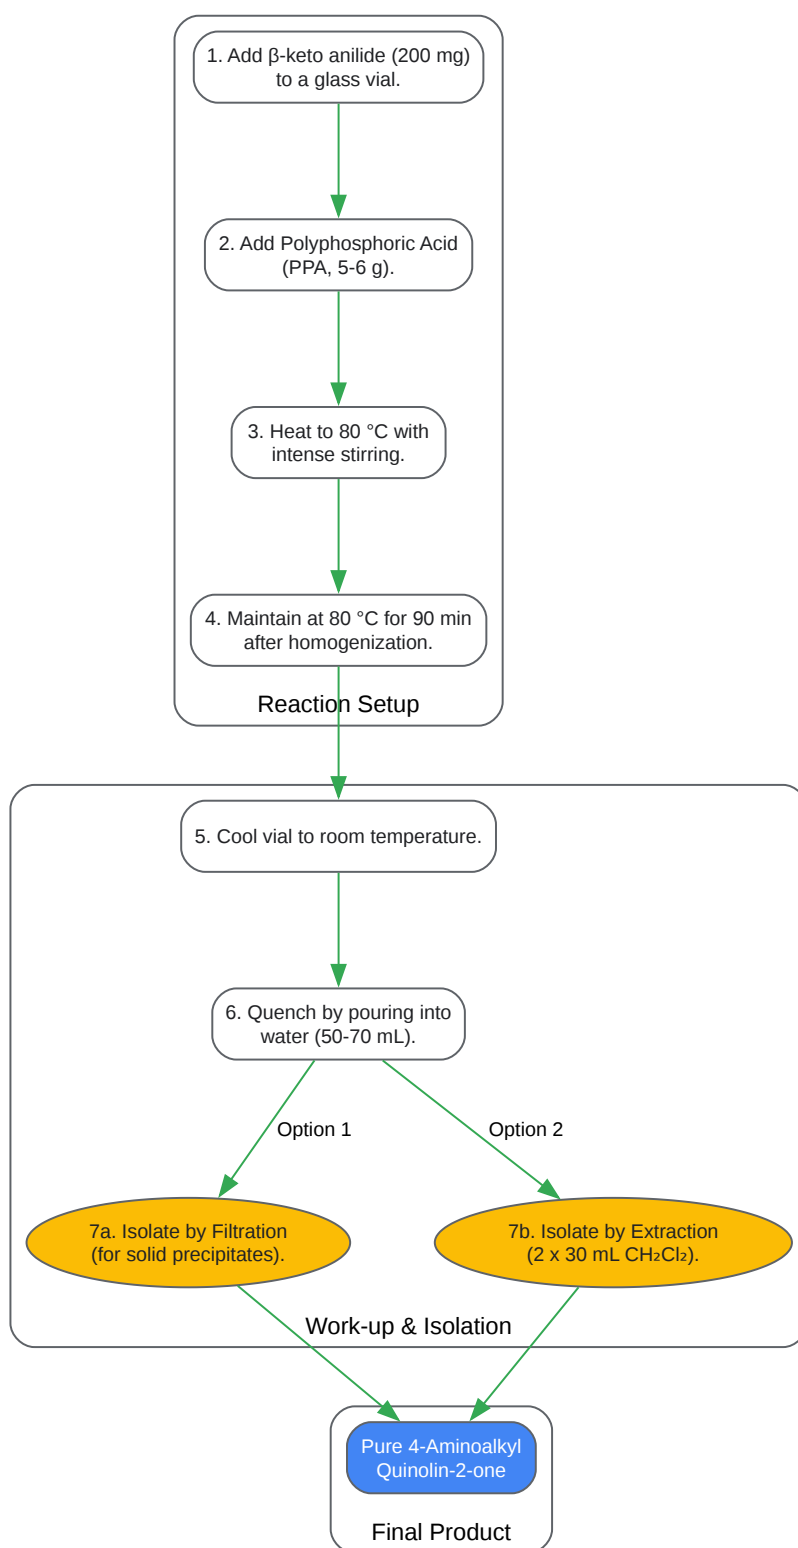 1. Add β-keto anilide (200 mg)
to a glass vial.
2. Add Polyphosphoric Acid
(PPA, 5-6 g).
3. Heat to 80 °C with
intense stirring.
4. Maintain at 80 °C for 90 min
after homogenization.
Reaction Setup
5. Cool vial to room temperature.
6. Quench by pouring into
water (50-70 mL).
Option 1
Option 2
7a. Isolate by Filtration
(for solid precipitates).
7b. Isolate by Extraction
(2 x 30 mL CH₂Cl₂).
Work-up & Isolation
Pure 4-Aminoalkyl
Quinolin-2-one
Final Product